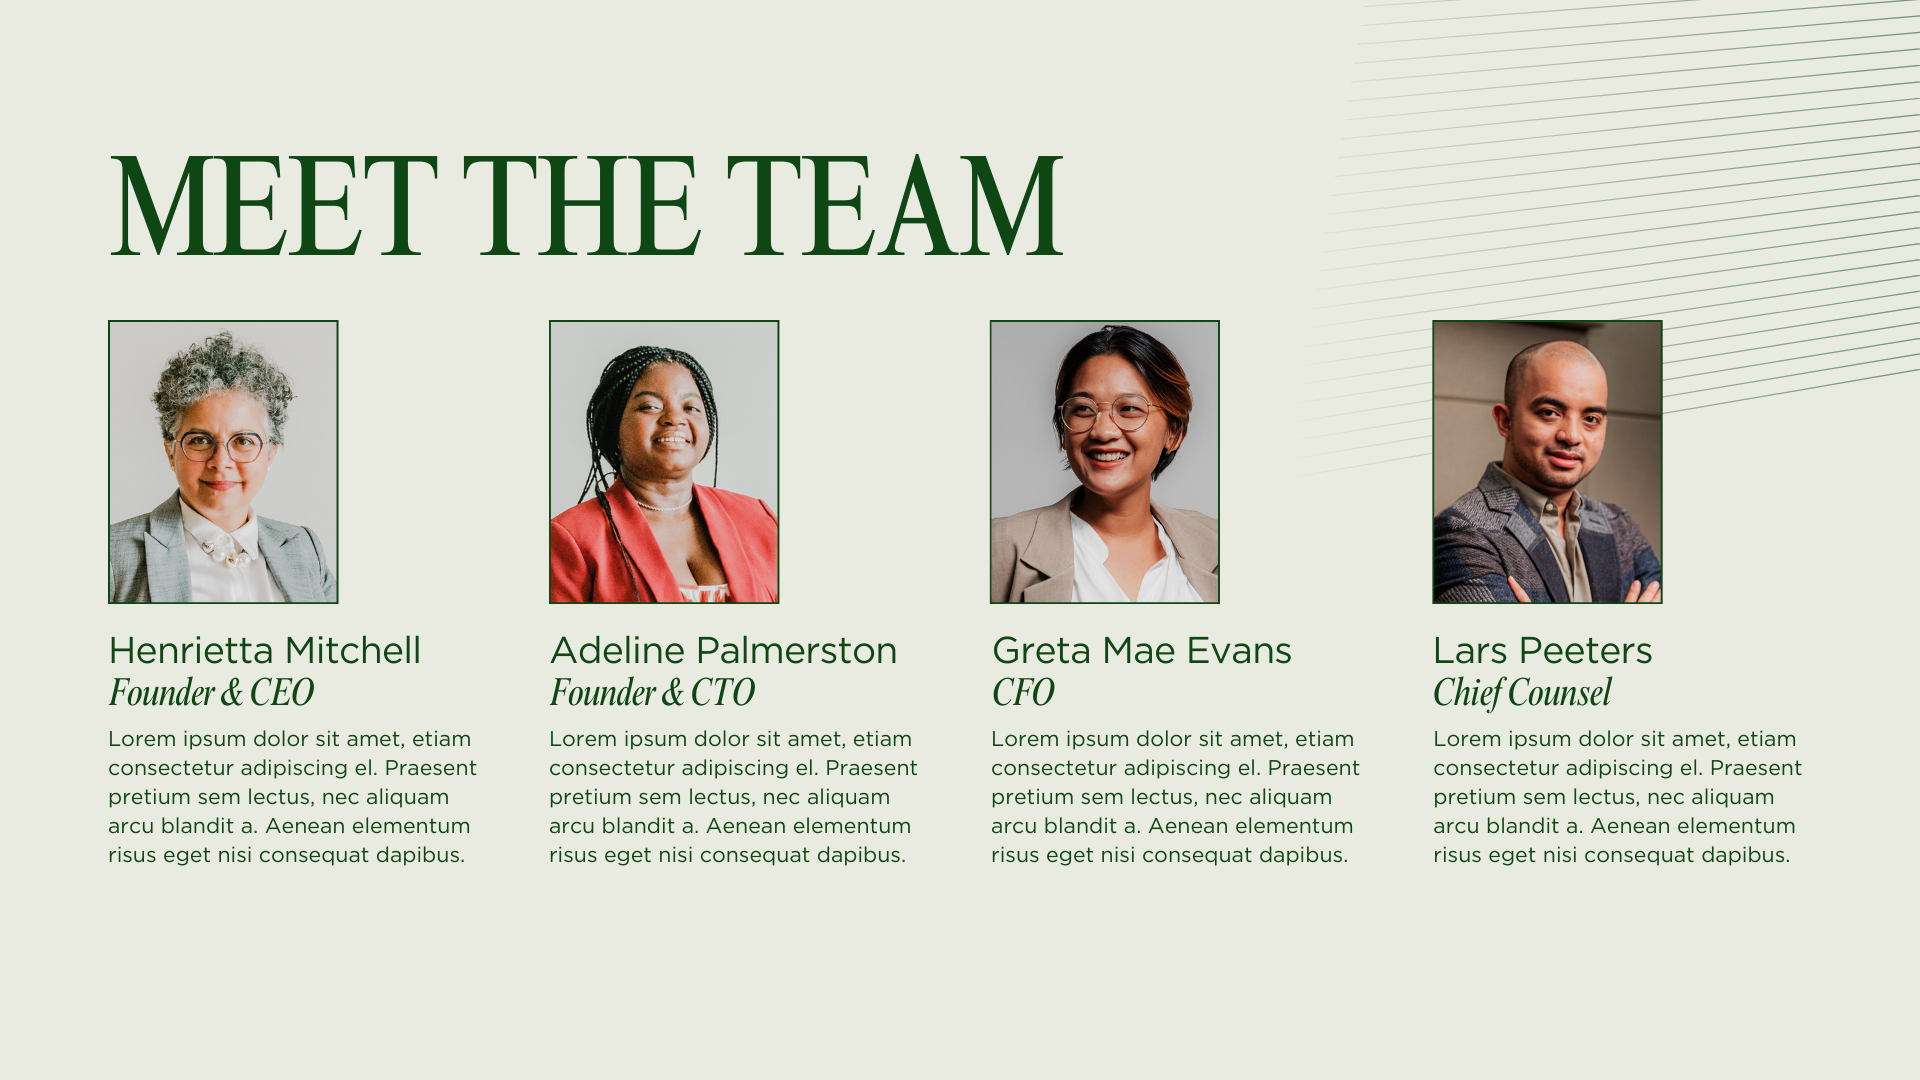 MEET THE TEAM
Henrietta Mitchell
Founder & CEO
Lorem ipsum dolor sit amet, etiam
consectetur adipiscing el. Praesent
pretium sem lectus, nec aliquam
arcu blandit a. Aenean elementum
risus eget nisi consequat dapibus.
Adeline Palmerston
Founder & CTO
Lorem ipsum dolor sit amet, etiam
consectetur adipiscing el. Praesent
pretium sem lectus, nec aliquam
arcu blandit a. Aenean elementum
risus eget nisi consequat dapibus.
Greta Mae Evans
CFO
Lorem ipsum dolor sit amet, etiam
consectetur adipiscing el. Praesent
pretium sem lectus, nec aliquam
arcu blandit a. Aenean elementum
risus eget nisi consequat dapibus.
Lars Peeters
Chief Counsel
Lorem ipsum dolor sit amet, etiam
consectetur adipiscing el. Praesent
pretium sem lectus, nec aliquam
arcu blandit a. Aenean elementum
risus eget nisi consequat dapibus.